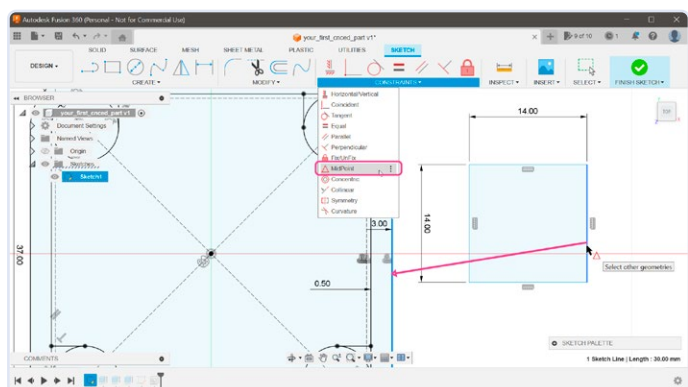 Autodesk Fusion 360 (Personal - Not for Commercial Use)
your_first_cnced_part v1*
9 of 10
1
SOLID
SURFACE
MESH
SHEET METAL
PLASTIC
UTILITIES
SKETCH
DESIGN
CREATE
MODIFY
CONSTRAINTS
INSPECT
INSERT
SELECT
FINISH SKETCH
BROWSER
your_first_cnced_part v1
Document Settings
Named Views
Origin
Sketches
Sketch1
Horizontal/Vertical
Coincident
Tangent
Equal
Parallel
Perpendicular
Fix/UnFix
MidPoint
Concentric
Collinear
Symmetry
Curvature
TOP
14.00
14.00
3.00
37.00
0.50
Select other geometries
SKETCH PALETTE
COMMENTS
1 Sketch Line | Length : 36.00 mm